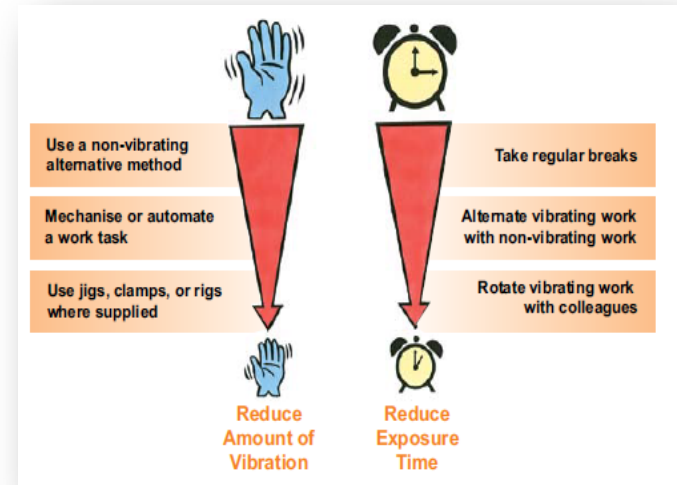 Use a non-vibrating
alternative method
Mechanise or automate
a work task
Use jigs, clamps, or rigs
where supplied
Take regular breaks
Alternate vibrating work
with non-vibrating work
Rotate vibrating work
with colleagues
Reduce
Amount of
Vibration
Reduce
Exposure
Time